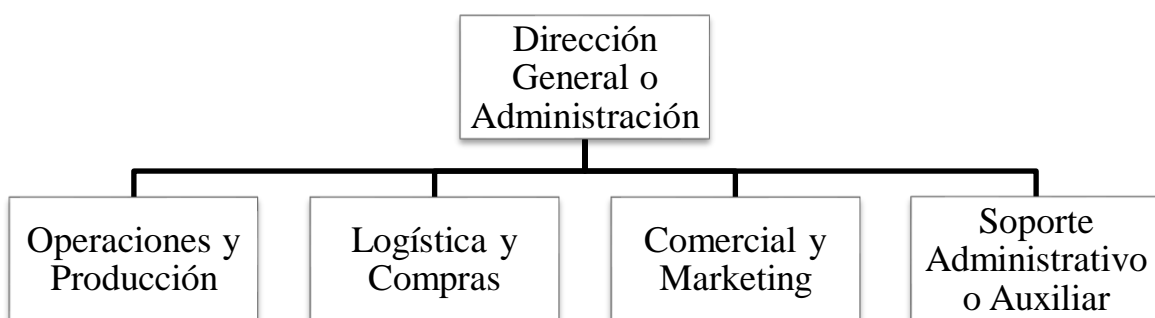 Dirección
General o
Administración
Operaciones y
Producción
Logística y
Compras
Comercial y
Marketing
Soporte
Administrativo
o Auxiliar